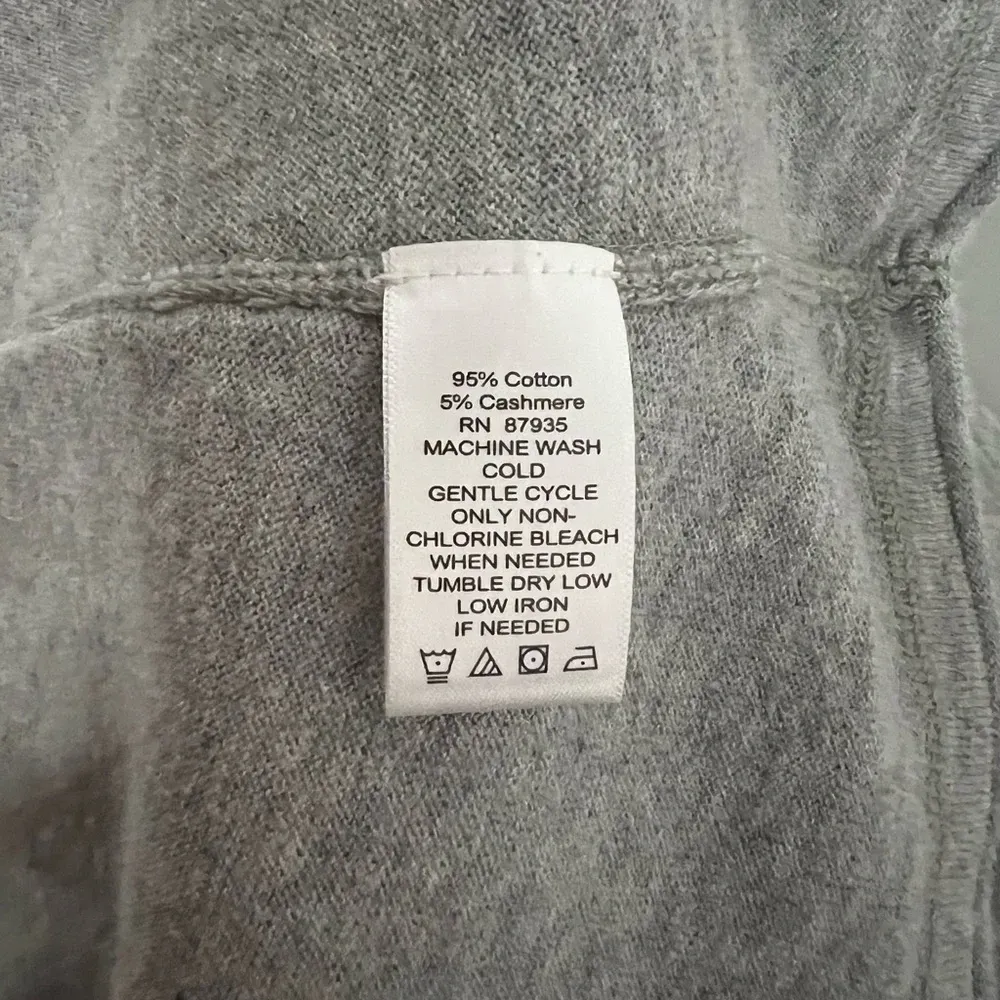 95% Cotton
5% Cashmere
RN 87935
MACHINE WASH
COLD
GENTLE CYCLE
ONLY NON-
CHLORINE BLEACH
WHEN NEEDED
TUMBLE DRY LOW
LOW IRON
IF NEEDED